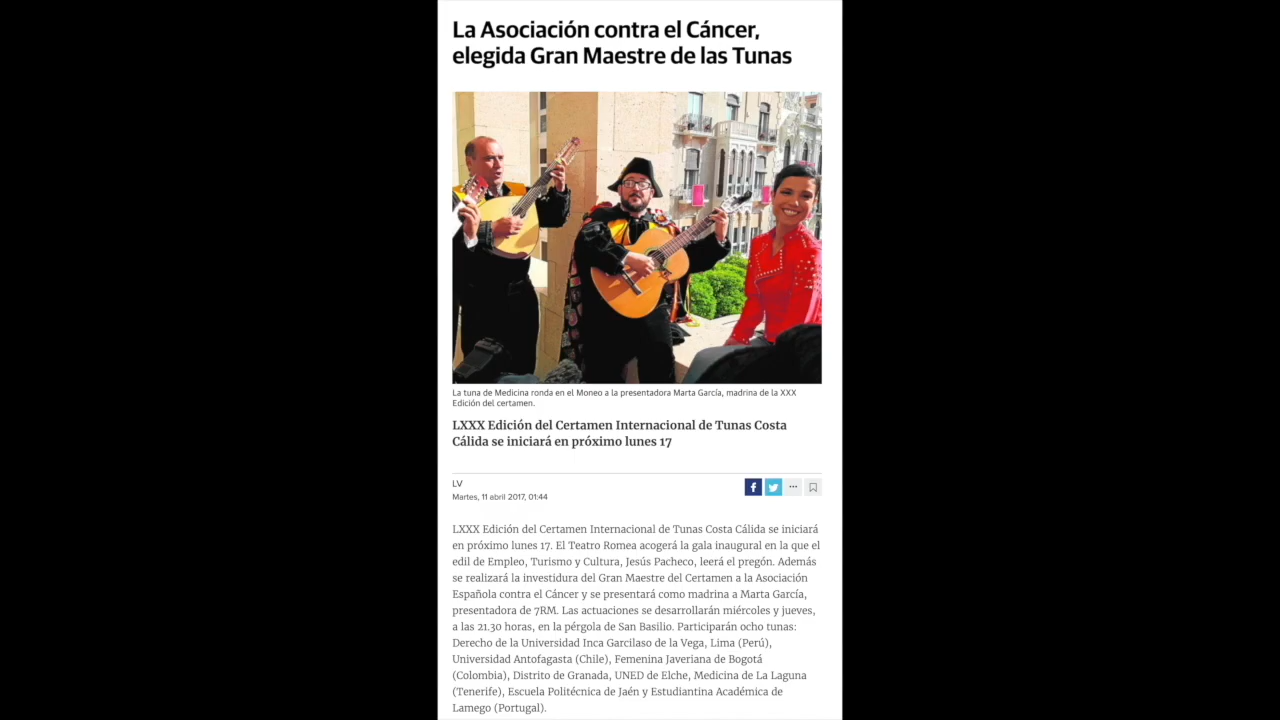 La Asociación contra el Cáncer,
elegida Gran Maestre de las Tunas
La tuna de Medicina ronda en el Moneo a la presentadora Marta García, madrina de la XXX
Edición del certamen.
LXXX Edición del Certamen Internacional de Tunas Costa
Cálida se iniciará en próximo lunes 17
LV
Martes, 11 abril 2017, 01:44
LXXX Edición del Certamen Internacional de Tunas Costa Cálida se iniciará
en próximo lunes 17. El Teatro Romea acogerá la gala inaugural en la que el
edil de Empleo, Turismo y Cultura, Jesús Pacheco, leerá el pregón. Además
se realizará la investidura del Gran Maestre del Certamen a la Asociación
Española contra el Cáncer y se presentará como madrina a Marta García,
presentadora de 7RM. Las actuaciones se desarrollarán miércoles y jueves,
a las 21.30 horas, en la pérgola de San Basilio. Participarán ocho tunas:
Derecho de la Universidad Inca Garcilaso de la Vega, Lima (Perú),
Universidad Antofagasta (Chile), Femenina Javeriana de Bogotá
(Colombia), Distrito de Granada, UNED de Elche, Medicina de La Laguna
(Tenerife), Escuela Politécnica de Jaén y Estudiantina Académica de
Lamego (Portugal).